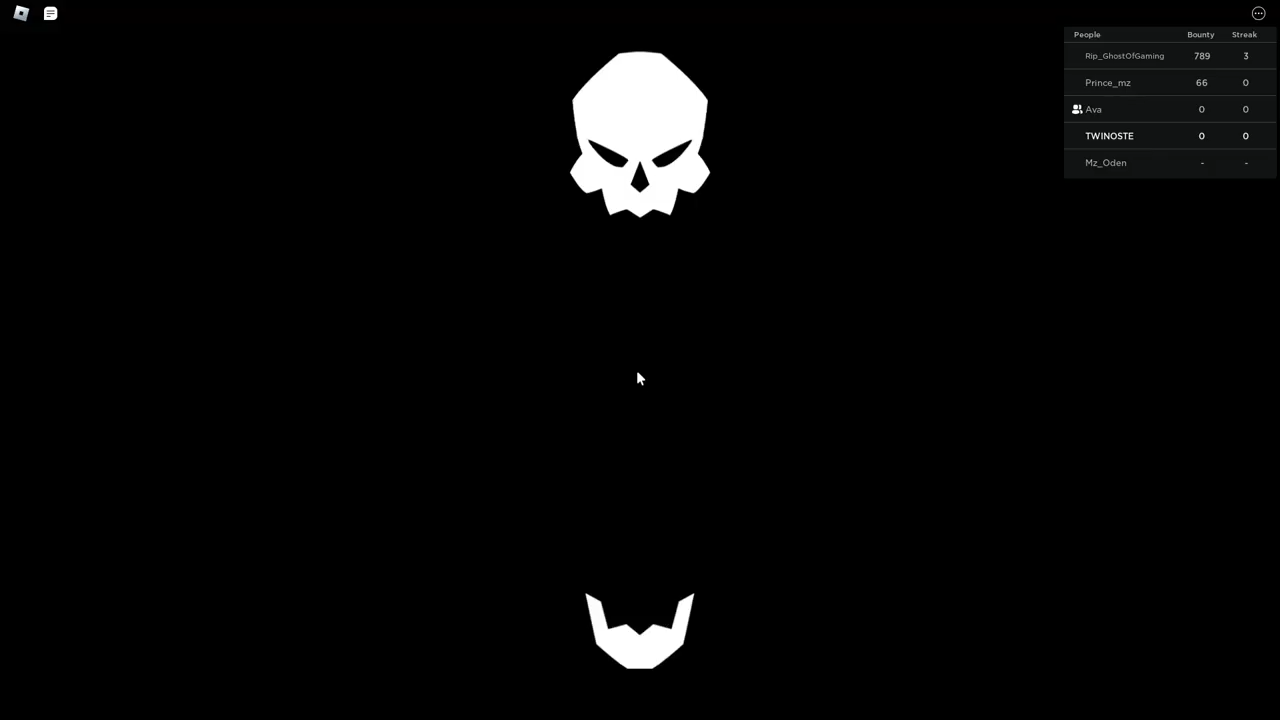 People Bounty Streak
Rip_GhostOfGaming 789 3
Prince_mz 66 0
Ava 0 0
TWINOSTE 0 0
Mz_Oden - -